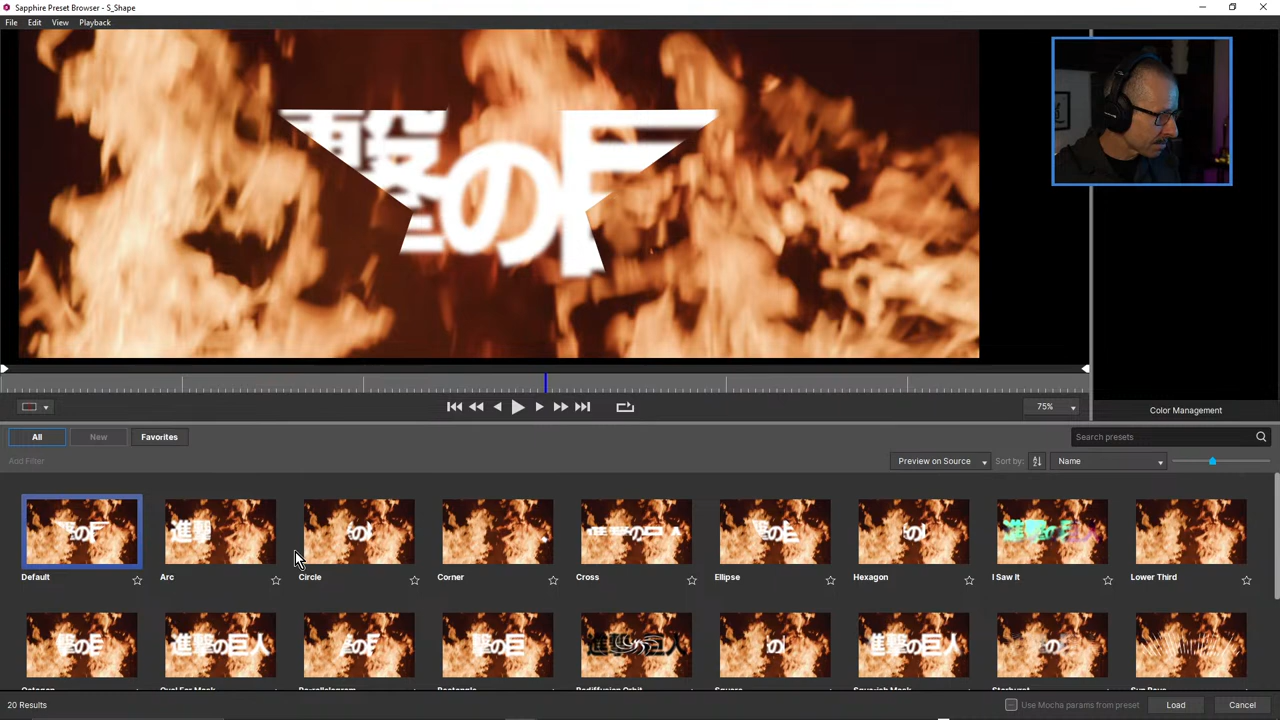 Sapphire Preset Browser - S_Shape
File Edit View Playback
撃の巨
75%
Color Management
All New Favorites
Search presets
Add Filter
Preview on Source Sort by: Name
Default Arc Circle Corner Cross Ellipse Hexagon I Saw It Lower Third
進撃の巨人 進撃の巨人
20 Results
Use Mocha params from preset Load Cancel